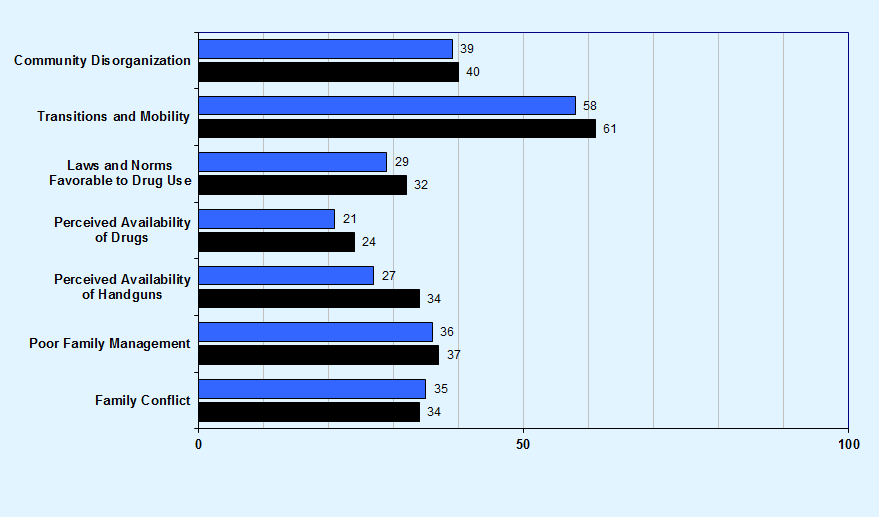 Community Disorganization
39
40
Transitions and Mobility
58
61
Laws and Norms
Favorable to Drug Use
29
32
Perceived Availability
of Drugs
21
24
Perceived Availability
of Handguns
27
34
Poor Family Management
36
37
Family Conflict
35
34
0 50 100